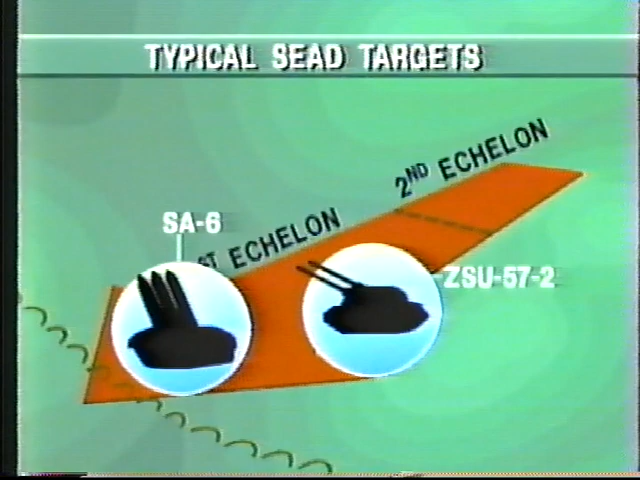 TYPICAL SEAD TARGETS
2ND ECHELON
SA-6
ST ECHELON
ZSU-57-2